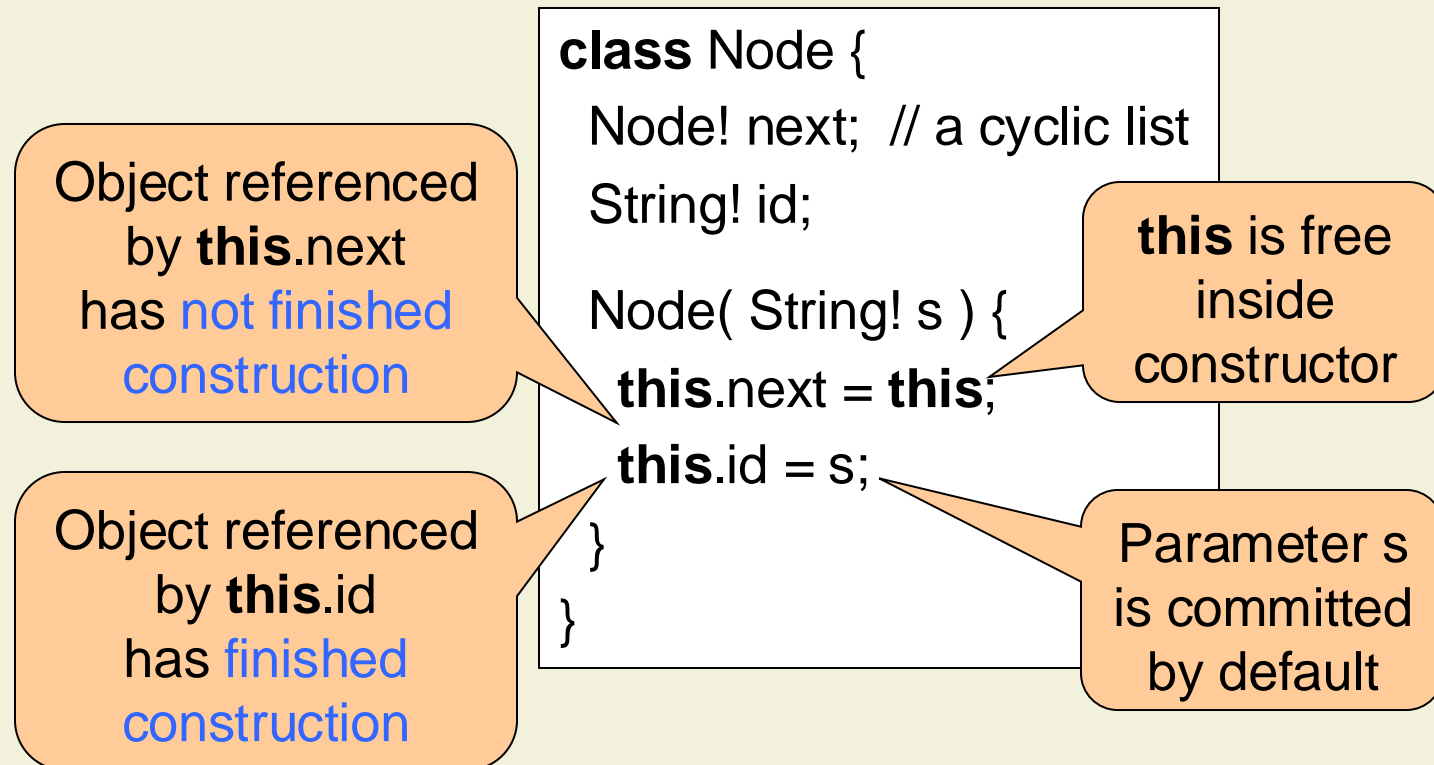 class Node {
Node! next; // a cyclic list
String! id;
Node( String! s ) {
this.next = this;
this.id = s;
}
}
Object referenced
by this.next
has not finished
construction
Object referenced
by this.id
has finished
construction
this is free
inside
constructor
Parameter s
is committed
by default